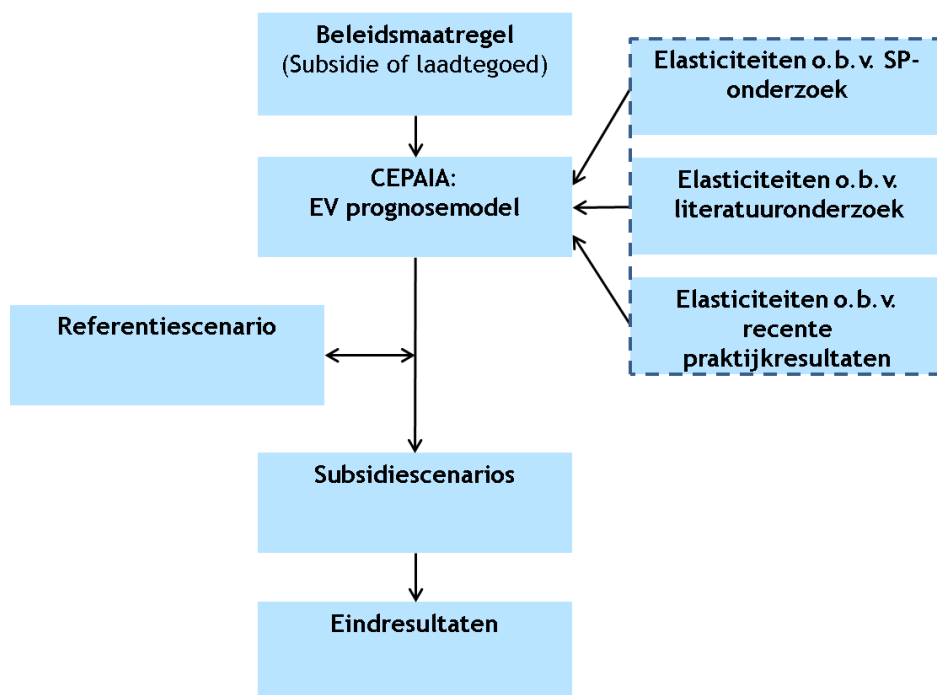 Beleidsmaatregel
(Subsidie of laadtegoed)
Elasticiteiten o.b.v. SP-
onderzoek
CEPAIA:
EV prognosemodel
Elasticiteiten o.b.v.
literatuuronderzoek
Elasticiteiten o.b.v.
recente
praktijkresultaten
Referentiescenario
Subsidiescenarios
Eindresultaten